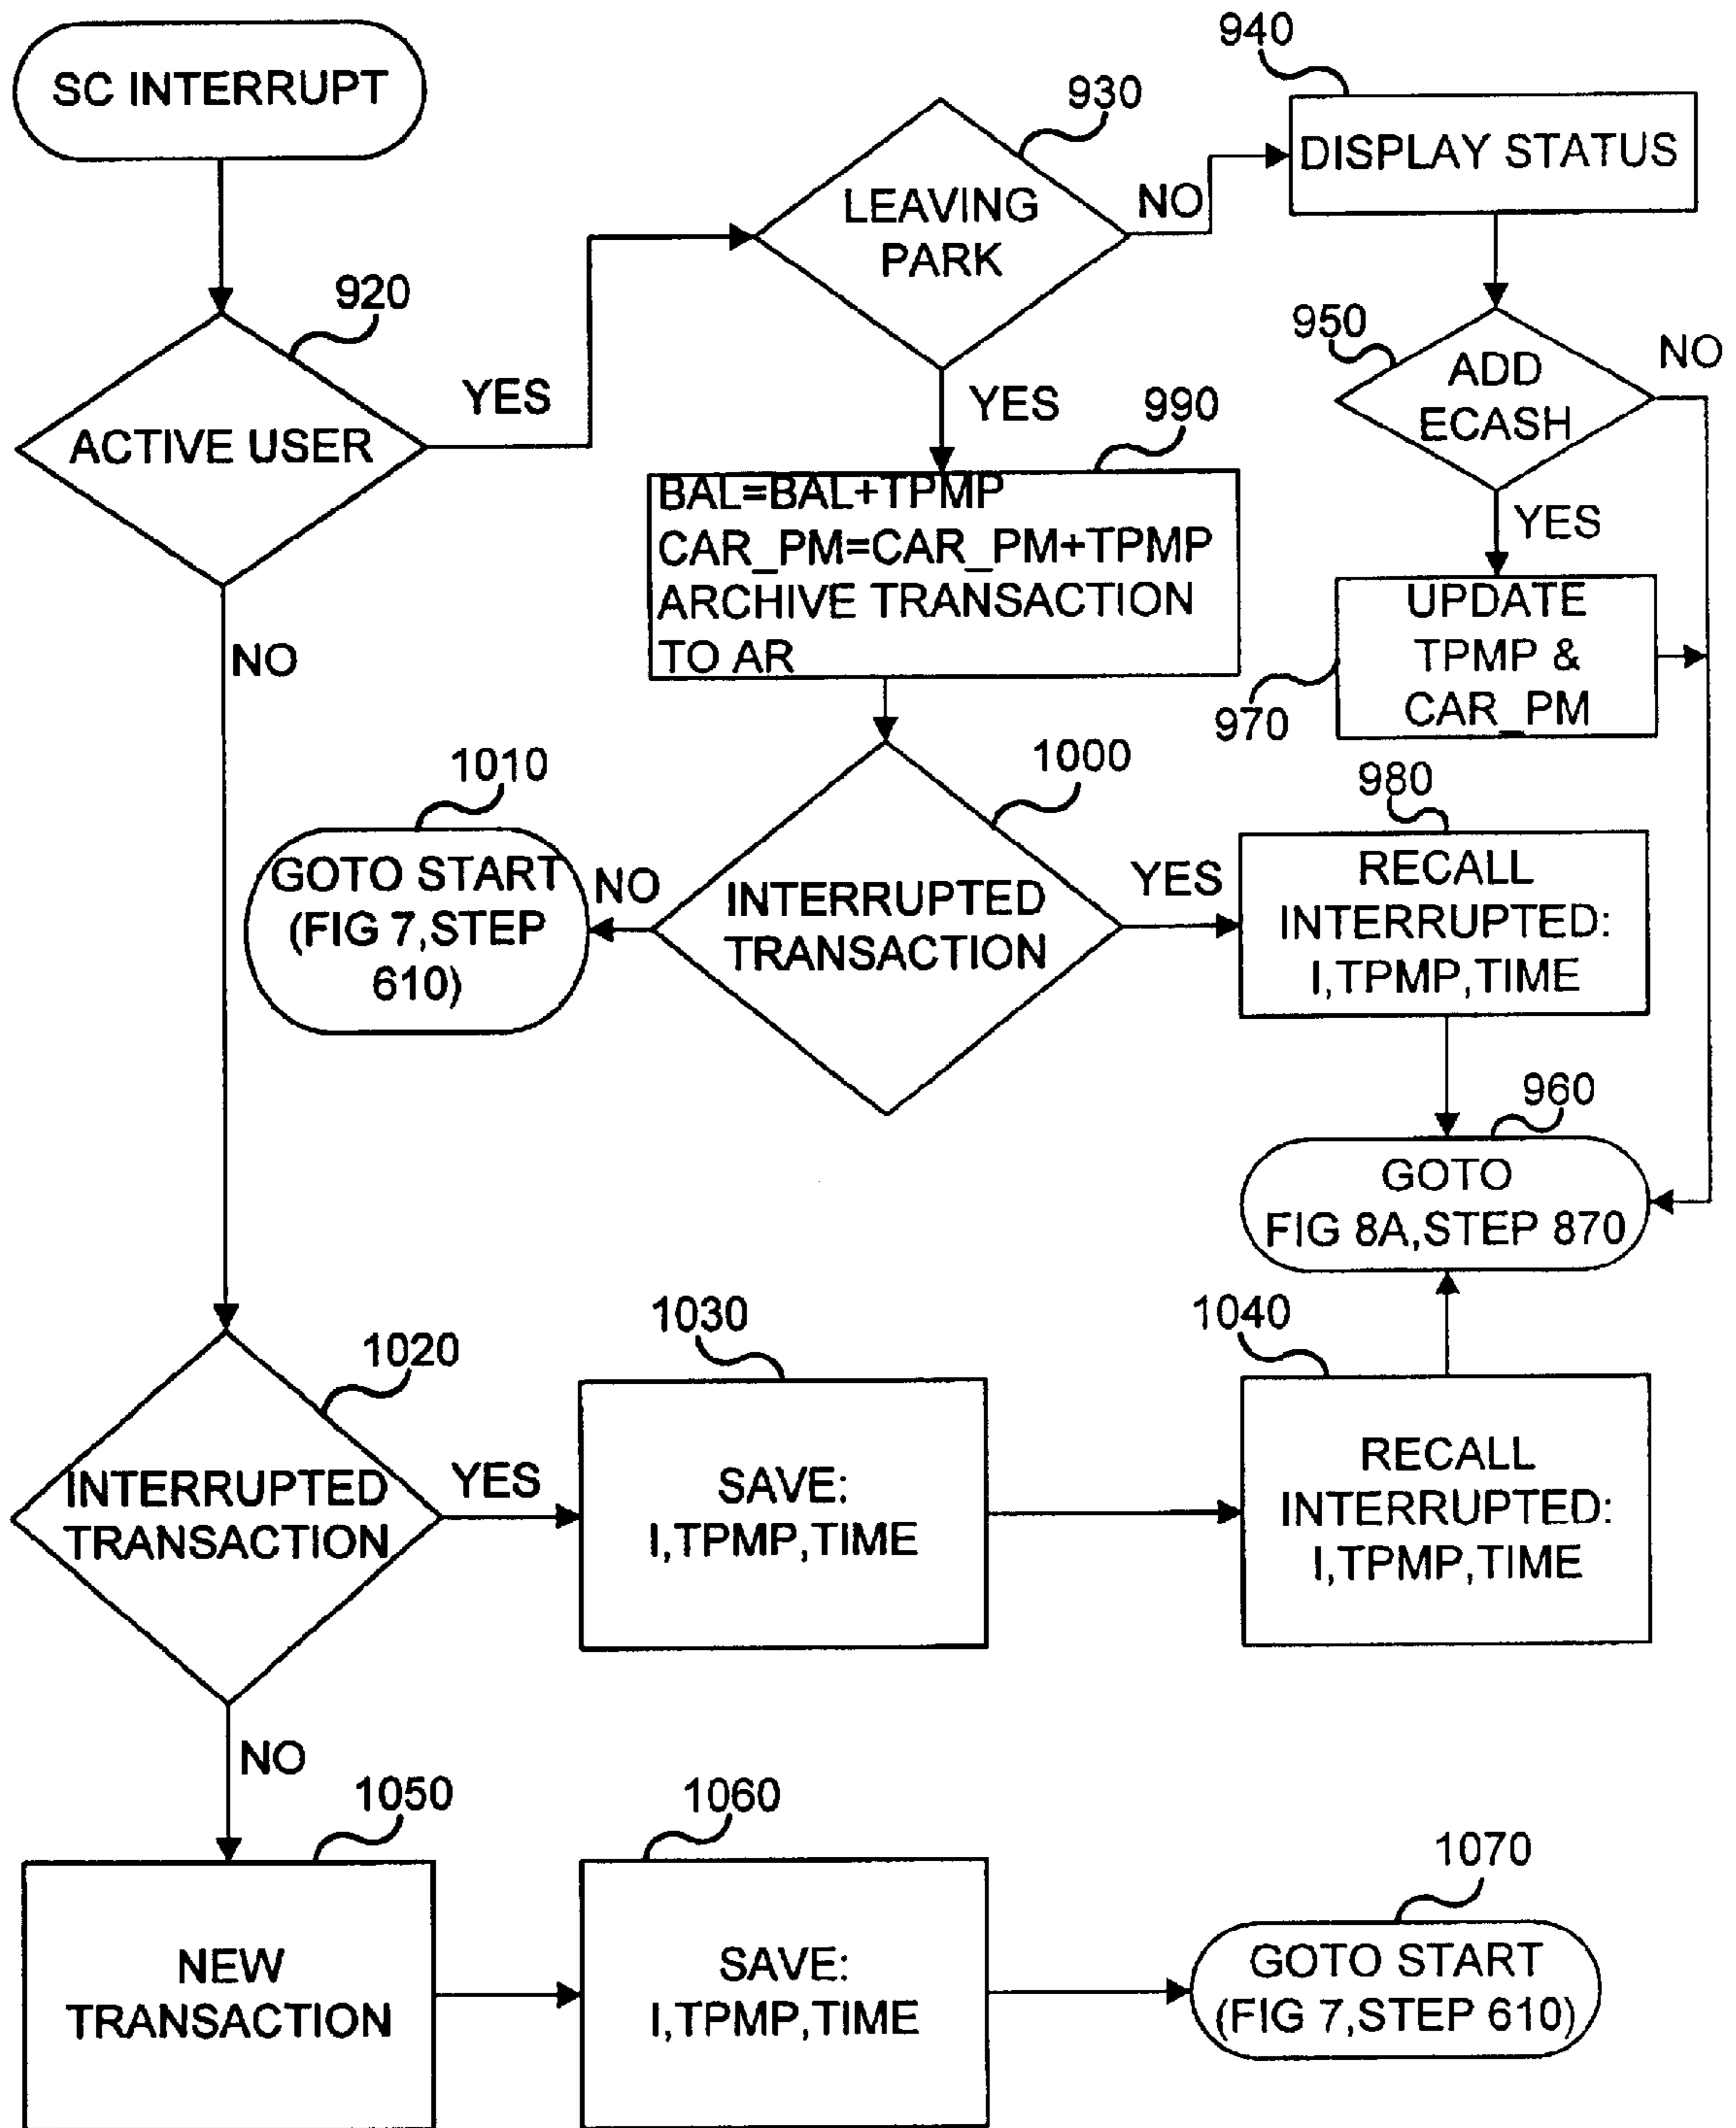 SC INTERRUPT
940
930
DISPLAY STATUS
LEAVING
PARK
NO
920
950
ADD
ECASH
NO
ACTIVE USER
YES
YES
990
BAL=BAL+TPMP
CAR_PM=CAR_PM+TPMP
ARCHIVE TRANSACTION
TO AR
YES
UPDATE
TPMP &
CAR_PM
970
NO
1010
1000
980
GOTO START
(FIG 7,STEP
610)
NO
INTERRUPTED
TRANSACTION
YES
RECALL
INTERRUPTED:
I,TPMP,TIME
960
GOTO
FIG 8A,STEP 870
1020
1030
1040
INTERRUPTED
TRANSACTION
YES
SAVE:
I,TPMP,TIME
RECALL
INTERRUPTED:
I,TPMP,TIME
NO
1050
1060
1070
NEW
TRANSACTION
SAVE:
I,TPMP,TIME
GOTO START
(FIG 7,STEP 610)